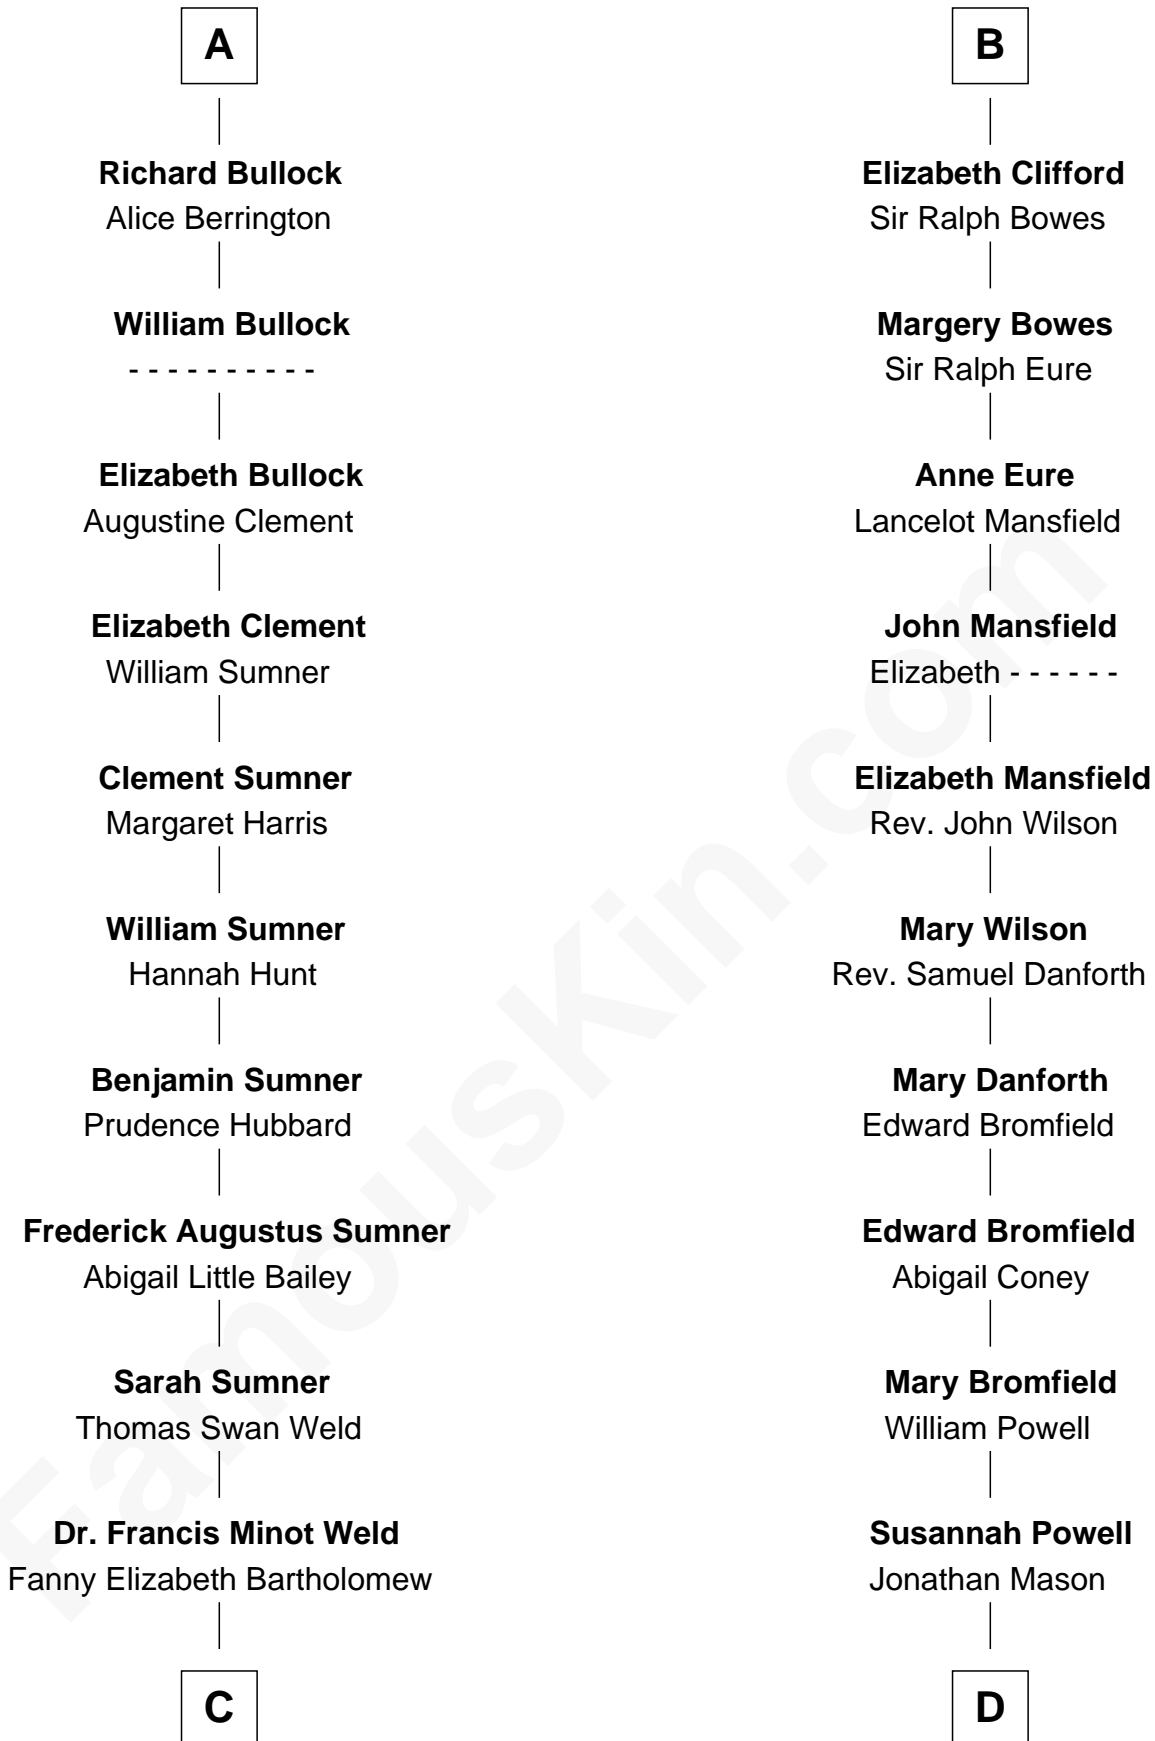 A
Richard Bullock
Alice Berrington
William Bullock
- - - - - - - - - -
Elizabeth Bullock
Augustine Clement
Elizabeth Clement
William Sumner
Clement Sumner
Margaret Harris
William Sumner
Hannah Hunt
Benjamin Sumner
Prudence Hubbard
Frederick Augustus Sumner
Abigail Little Bailey
Sarah Sumner
Thomas Swan Weld
Dr. Francis Minot Weld
Fanny Elizabeth Bartholomew
C
B
Elizabeth Clifford
Sir Ralph Bowes
Margery Bowes
Sir Ralph Eure
Anne Eure
Lancelot Mansfield
John Mansfield
Elizabeth - - - - - -
Elizabeth Mansfield
Rev. John Wilson
Mary Wilson
Rev. Samuel Danforth
Mary Danforth
Edward Bromfield
Edward Bromfield
Abigail Coney
Mary Bromfield
William Powell
Susannah Powell
Jonathan Mason
D
FamousKin.com